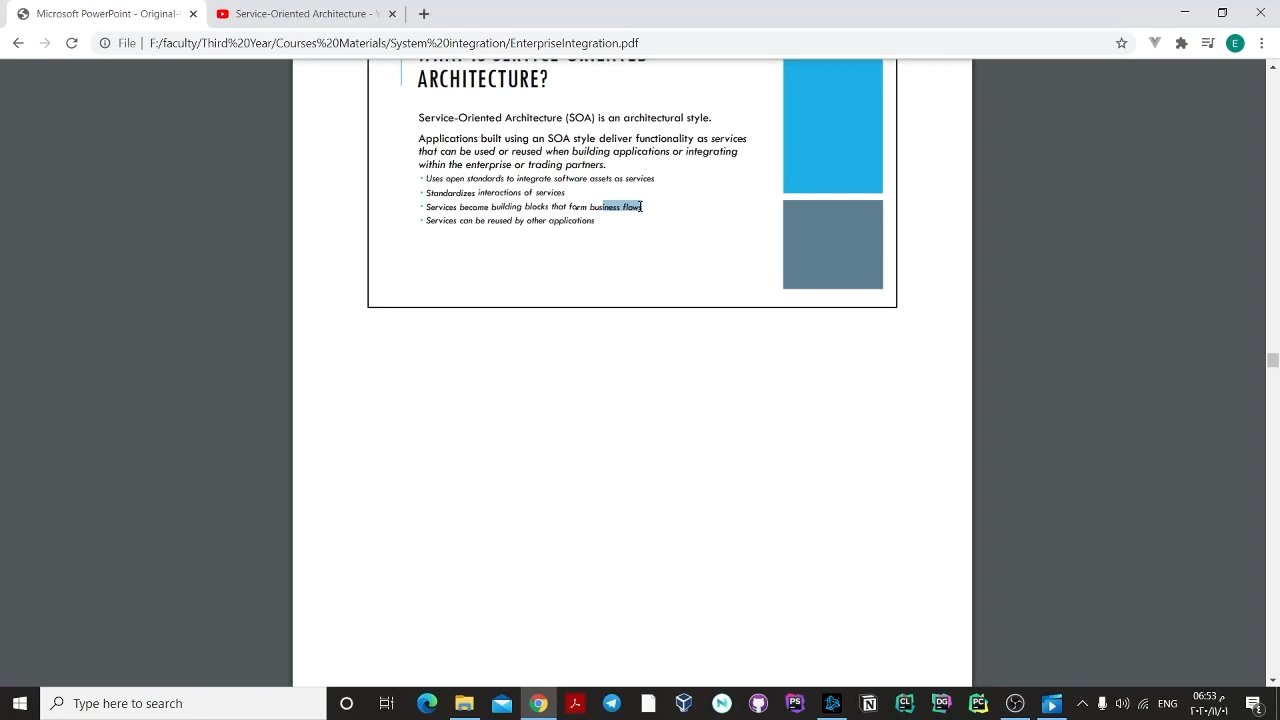 Microsoft PowerPoint - Original-
Service-Oriented Architecture - Y
File
F:/faculty/Third%20Year/Courses%20Materials/System%20integration/EnterpriseIntegration.pdf
E
WHAT IS SERVICE-ORIENTED
ARCHITECTURE?
Service-Oriented Architecture (SOA) is an architectural style.
Applications built using an SOA style deliver functionality as services
that can be used or reused when building applications or integrating
within the enterprise or trading partners.
• Uses open standards to integrate software assets as services
• Standardizes interactions of services
• Services become building blocks that form business flows
• Services can be reused by other applications
Type here to search
ENG
06:53